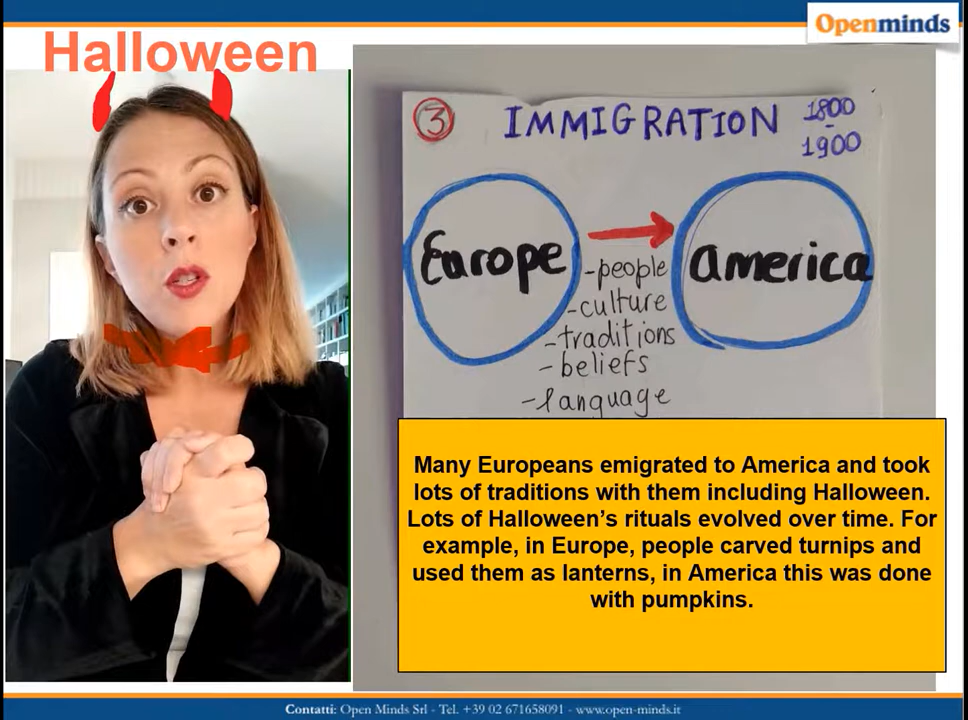 Openminds
Halloween
3 IMMIGRATION 1800
-
1900
Europe
America
-people
-culture
-traditions
-beliefs
-language
Many Europeans emigrated to America and took
lots of traditions with them including Halloween.
Lots of Halloween’s rituals evolved over time. For
example, in Europe, people carved turnips and
used them as lanterns, in America this was done
with pumpkins.
Contatti: Open Minds Srl - Tel. +39 02 671658091 - www.open-minds.it